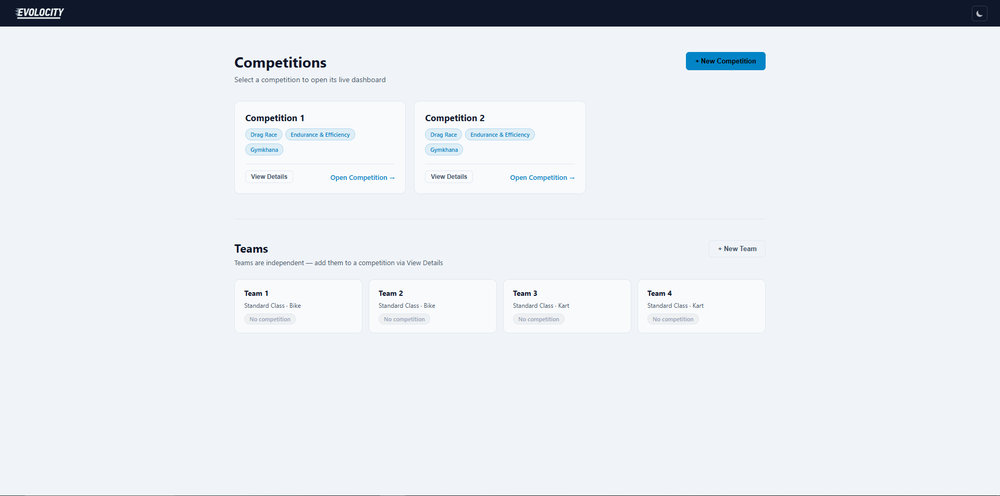 EVOLOCITY
Competitions
+ New Competition
Select a competition to open its live dashboard
Competition 1
Drag Race
Endurance & Efficiency
Gymkhana
View Details
Open Competition →
Competition 2
Drag Race
Endurance & Efficiency
Gymkhana
View Details
Open Competition →
Teams
+ New Team
Teams are independent — add them to a competition via View Details
Team 1
Standard Class · Bike
No competition
Team 2
Standard Class · Bike
No competition
Team 3
Standard Class · Kart
No competition
Team 4
Standard Class · Kart
No competition